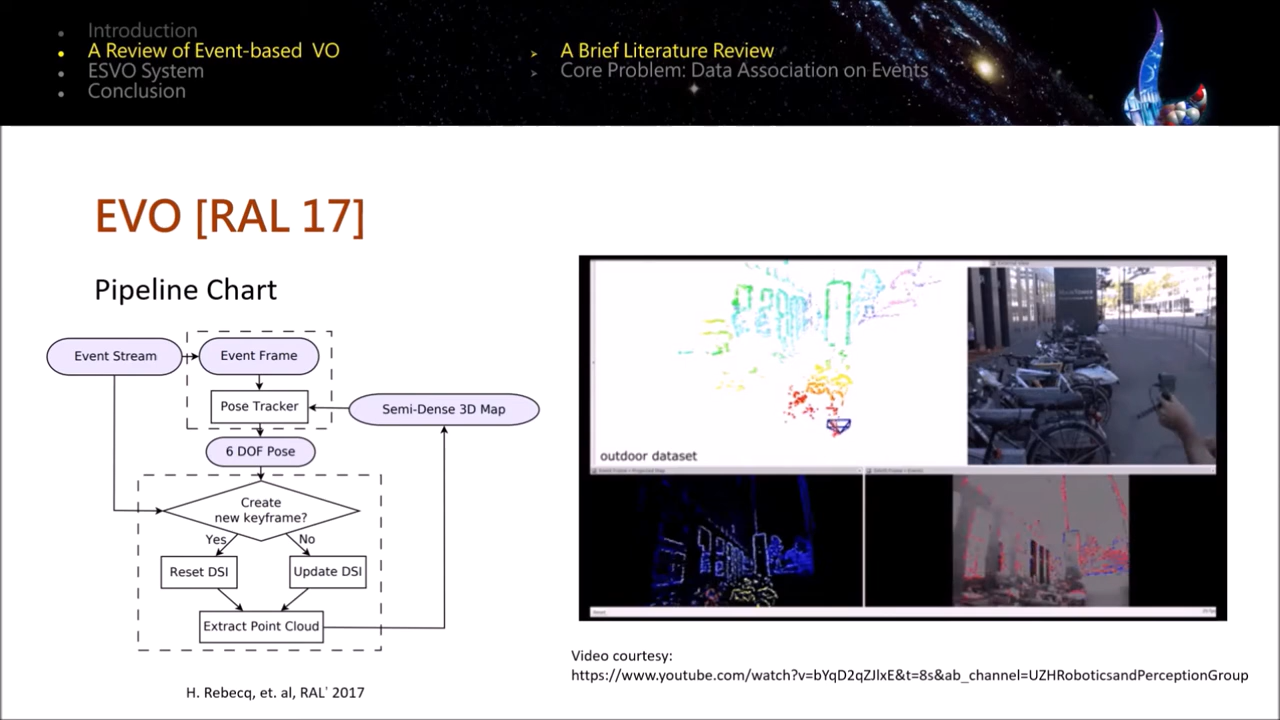 Introduction
A Review of Event-based VO
ESVO System
Conclusion
A Brief Literature Review
Core Problem: Data Association on Events
EVO [RAL 17]
Pipeline Chart
Event Stream
Event Frame
Pose Tracker
Semi-Dense 3D Map
6 DOF Pose
Create
new keyframe?
Yes
No
Reset DSI
Update DSI
Extract Point Cloud
H. Rebecq, et. al, RAL' 2017
outdoor dataset
Video courtesy:
https://www.youtube.com/watch?v=bYqD2qZJlxE&t=8s&ab_channel=UZHRoboticsandPerceptionGroup